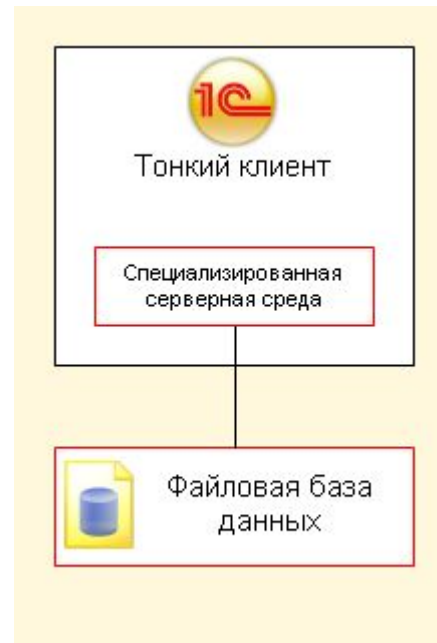 1С
Тонкий клиент
Специализированная
серверная среда
Файловая база
данных